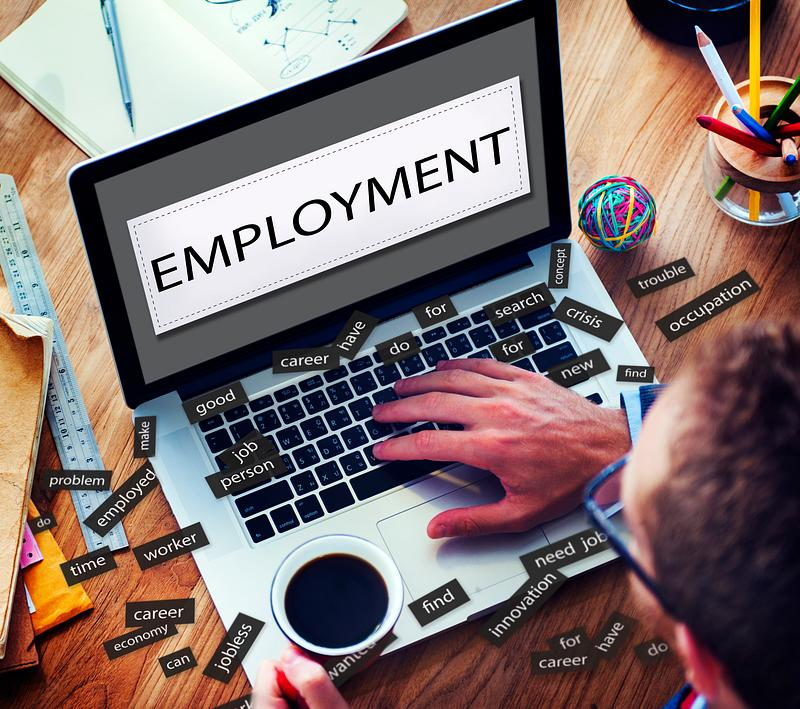 EMPLOYMENT
concept
trouble
occupation
search
crisis
for
have
do
career
for
new
find
good
make
job
person
problem
employed
do
worker
time
need job
innovation
find
career
economy
can
jobless
wanted
for
have
career
do